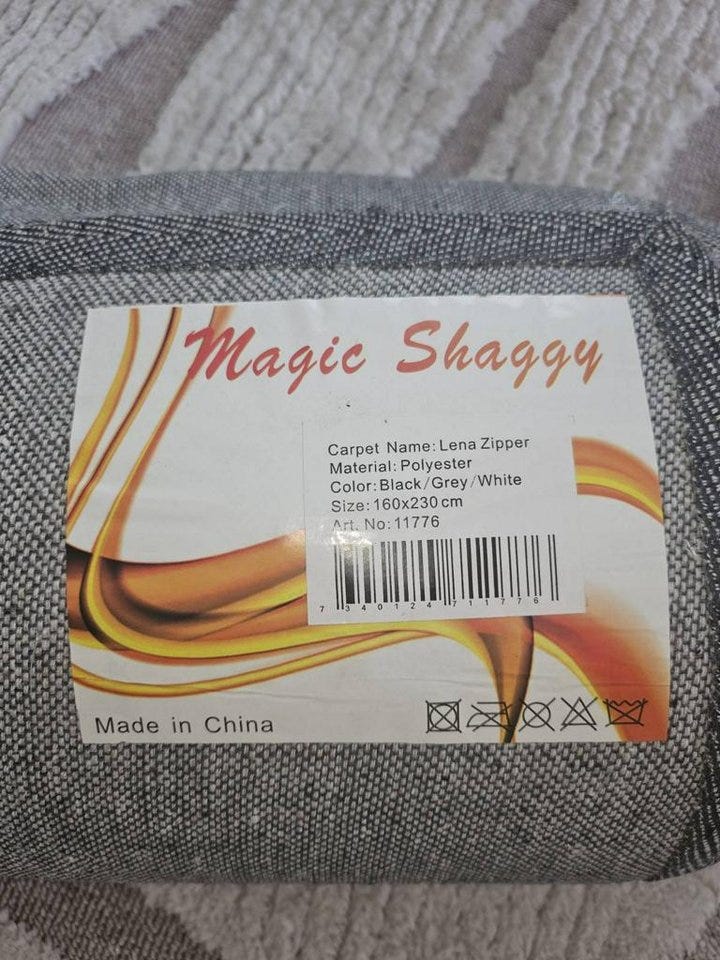 Magic Shaggy
Carpet Name: Lena Zipper
Material: Polyester
Color: Black/Grey/White
Size: 160x230 cm
Art. No: 11776
7 340124 711776
Made in China